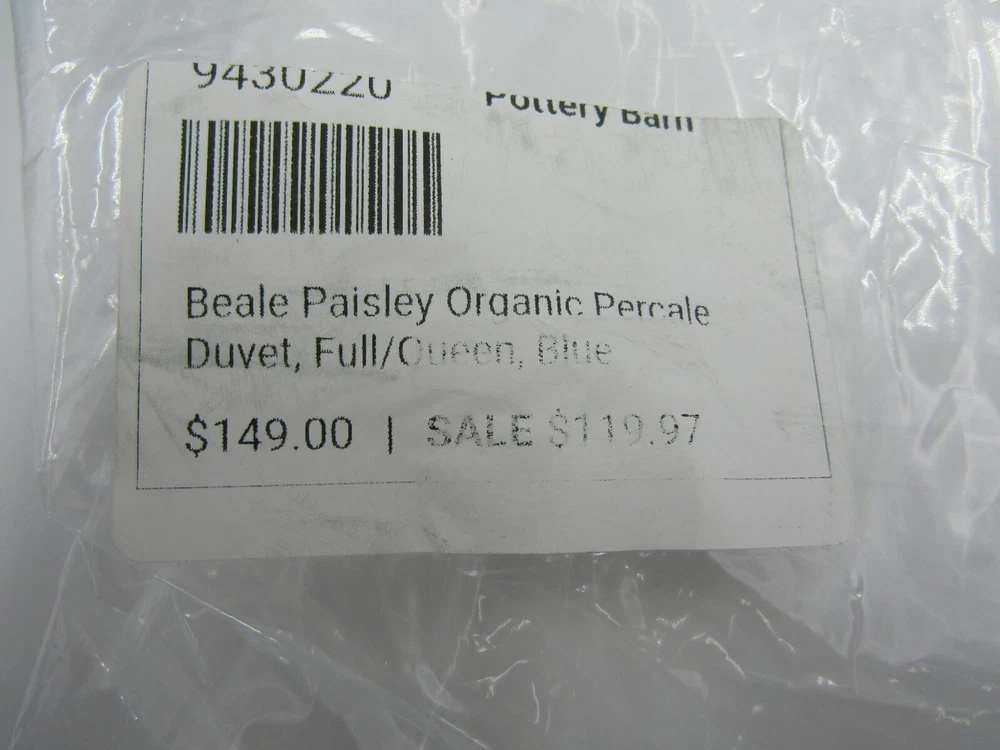 9430220
Pottery Barn
Beale Paisley Organic Percale
Duvet, Full/Queen, Blue
$149.00 | SALE $119.97